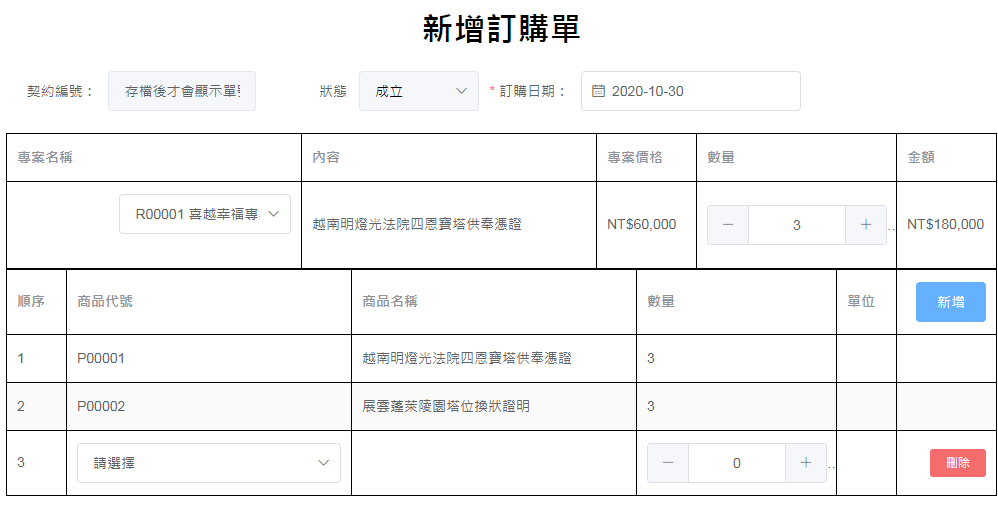 新增訂購單
契約編號： 存檔後才會顯示單 狀態 成立 * 訂購日期： 2020-10-30
專案名稱 內容 專案價格 數量 金額
R00001 喜越幸福專 越南明燈光法院四恩寶塔供奉憑證 NT$60,000 − 3 + .. NT$180,000
順序 商品代號 商品名稱 數量 單位 新增
1 P00001 越南明燈光法院四恩寶塔供奉憑證 3
2 P00002 展雲蓬萊陵園塔位換狀證明 3
3 請選擇 − 0 + .. 刪除